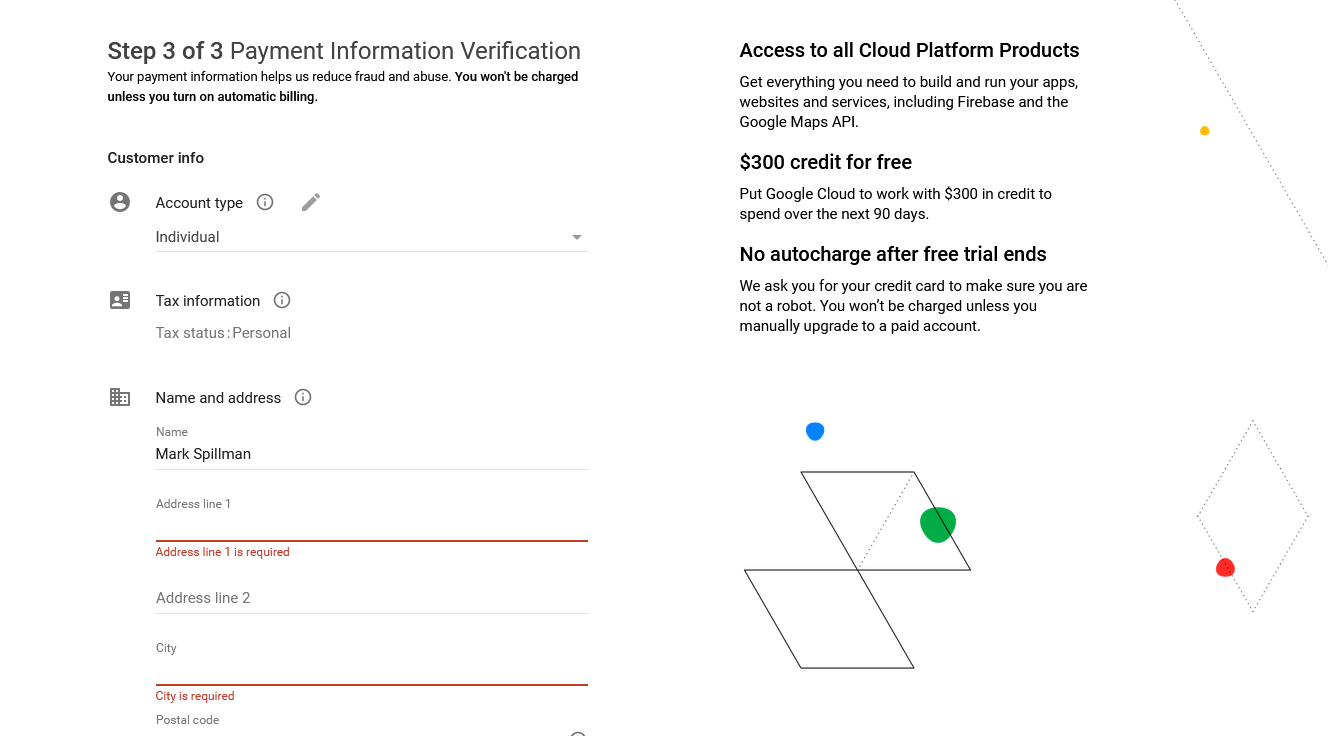 Step 3 of 3 Payment Information Verification
Your payment information helps us reduce fraud and abuse. You won't be charged
unless you turn on automatic billing.
Customer info
Account type
Individual
Tax information
Tax status: Personal
Name and address
Name
Mark Spillman
Address line 1
Address line 1 is required
Address line 2
City
City is required
Postal code
Access to all Cloud Platform Products
Get everything you need to build and run your apps,
websites and services, including Firebase and the
Google Maps API.
$300 credit for free
Put Google Cloud to work with $300 in credit to
spend over the next 90 days.
No autocharge after free trial ends
We ask you for your credit card to make sure you are
not a robot. You won’t be charged unless you
manually upgrade to a paid account.